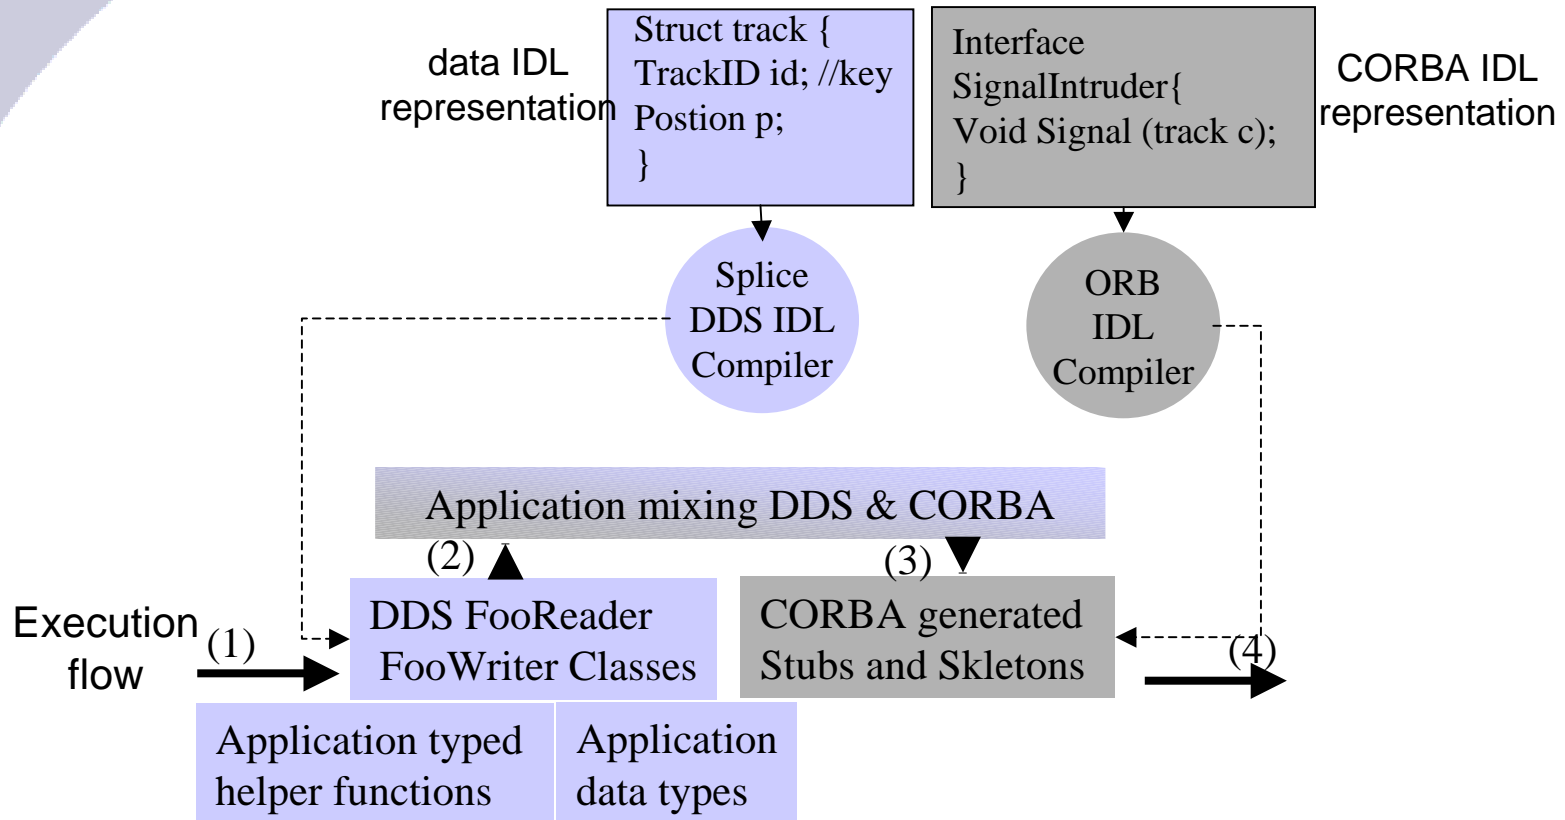 data IDL
representation
Struct track {
TrackID id; //key
Postion p;
}
Interface
SignalIntruder{
Void Signal (track c);
}
CORBA IDL
representation
Splice
DDS IDL
Compiler
ORB
IDL
Compiler
Application mixing DDS & CORBA
(2)
(3)
Execution
flow
(1)
DDS FooReader
FooWriter Classes
CORBA generated
Stubs and Skletons
(4)
Application typed
helper functions
Application
data types